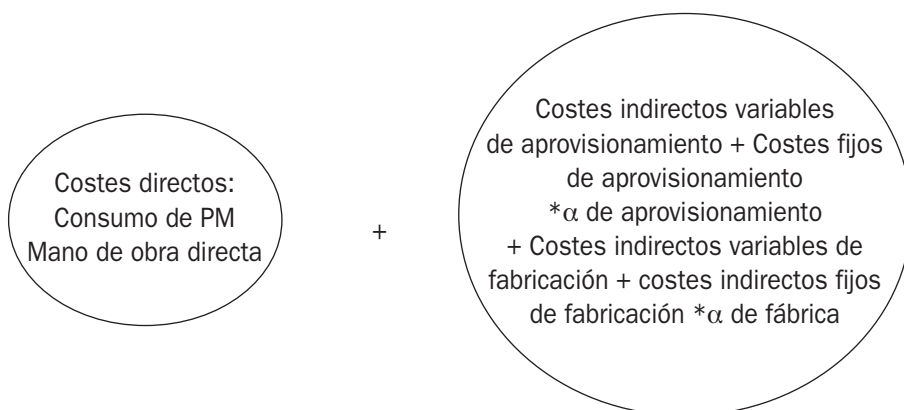 Costes directos:
Consumo de PM
Mano de obra directa
+
Costes indirectos variables
de aprovisionamiento + Costes fijos
de aprovisionamiento
*α de aprovisionamiento
+ Costes indirectos variables de
fabricación + costes indirectos fijos
de fabricación *α de fábrica